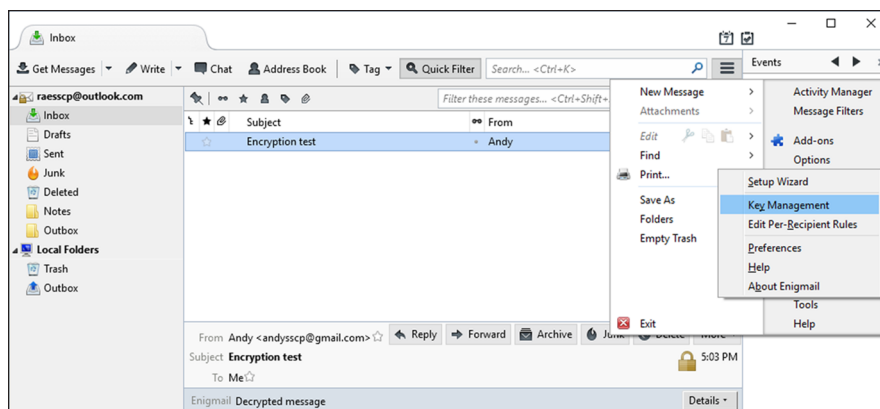 Inbox
Get Messages Write Chat Address Book Tag Quick Filter Search... <Ctrl+K> Events
raesscp@outlook.com
Inbox
Drafts
Sent
Junk
Deleted
Notes
Outbox
Local Folders
Trash
Outbox
Filter these messages... <Ctrl+Shift+
Subject From
Encryption test Andy
New Message
Attachments
Edit
Find
Print...
Save As
Folders
Empty Trash
Exit
Activity Manager
Message Filters
Add-ons
Options
Setup Wizard
Key Management
Edit Per-Recipient Rules
Preferences
Help
About Enigmail
Tools
Help
From Andy <andysscp@gmail.com> Reply Forward Archive Junk Delete More
Subject Encryption test 5:03 PM
To Me
Enigmail Decrypted message Details